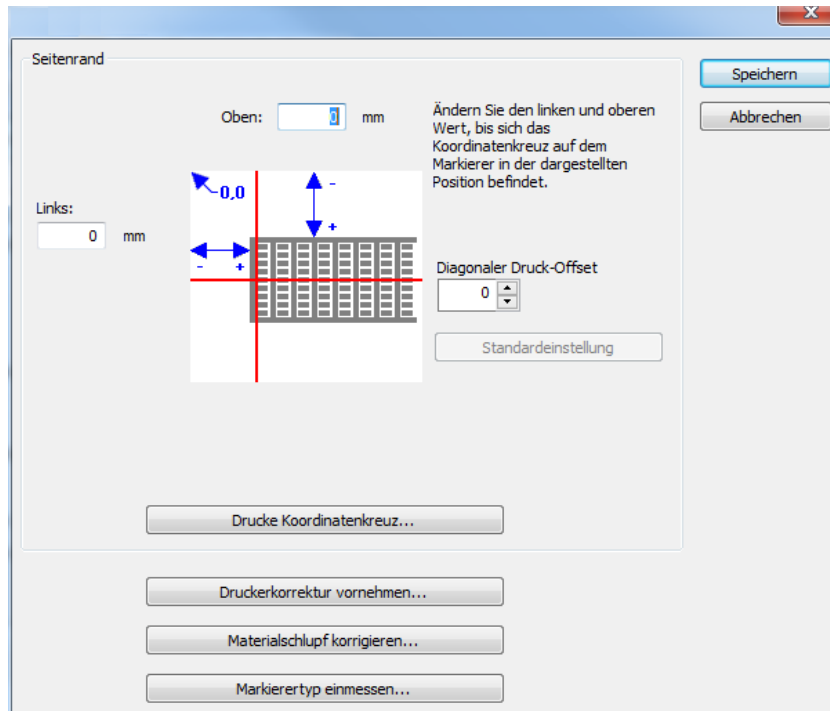 Seitenrand
Speichern
Abbrechen
Oben: 0 mm
Ändern Sie den linken und oberen
Wert, bis sich das
Koordinatenkreuz auf dem
Markierer in der dargestellten
Position befindet.
0,0
-
+
Links:
0 mm
- +
Diagonaler Druck-Offset
0
Standardeinstellung
Drucke Koordinatenkreuz...
Druckerkorrektur vornehmen...
Materialschlupf korrigieren...
Markierertyp einmessen...